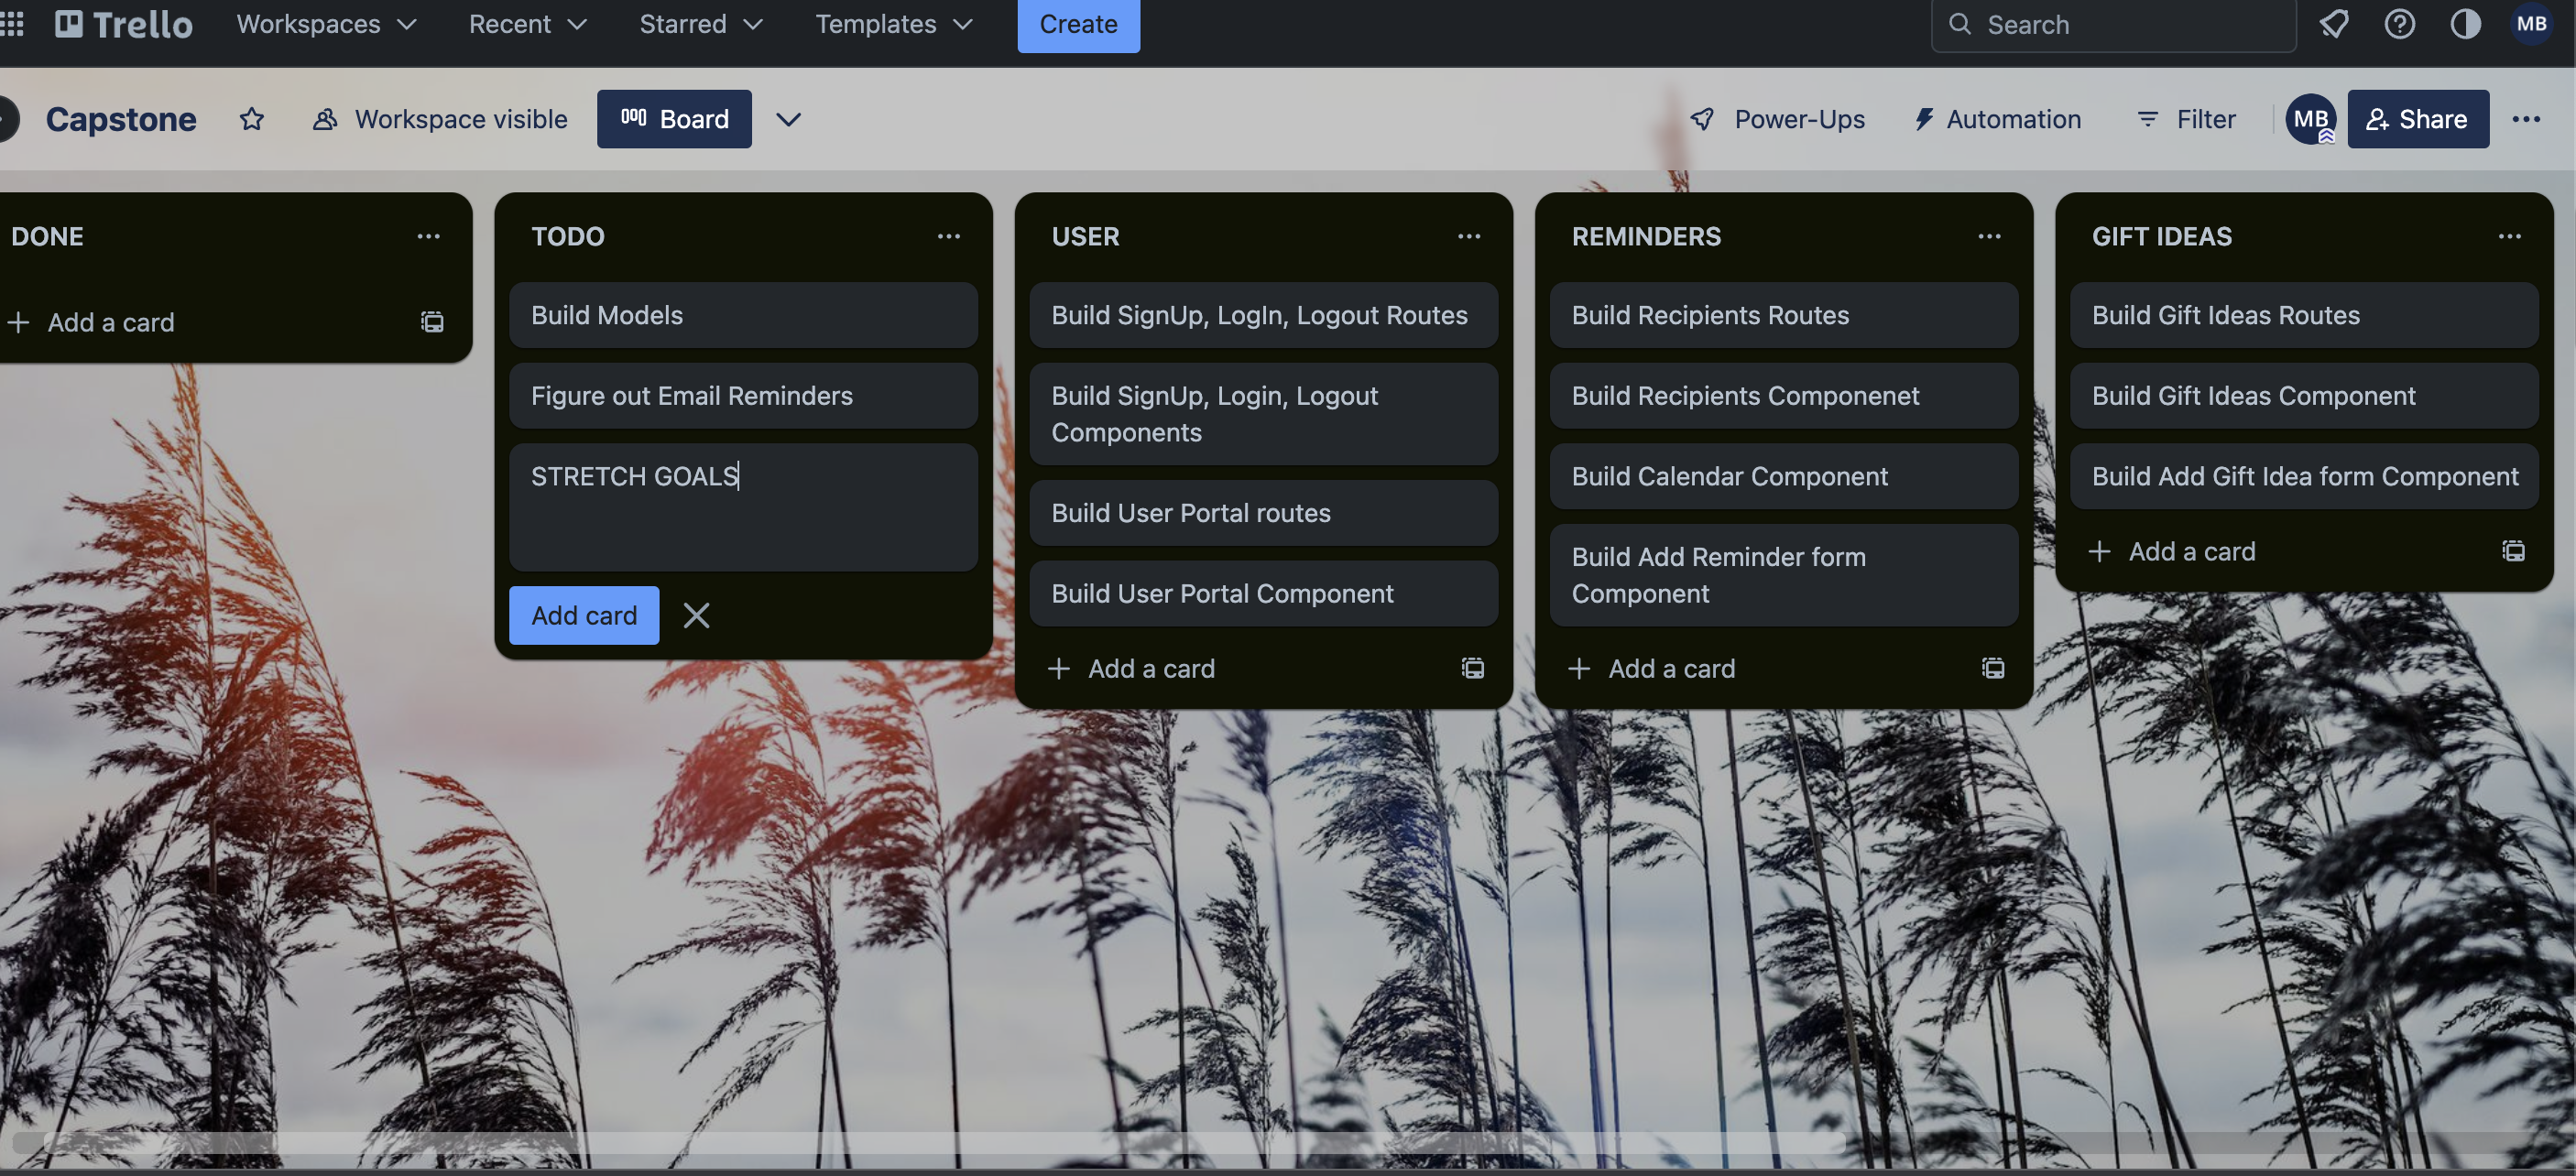 Trello Workspaces Recent Starred Templates Create Search MB
Capstone Workspace visible Board Power-Ups Automation Filter MB Share
DONE
Add a card
TODO
Build Models
Figure out Email Reminders
STRETCH GOALS
Add card
USER
Build SignUp, LogIn, Logout Routes
Build SignUp, Login, Logout
Components
Build User Portal routes
Build User Portal Component
Add a card
REMINDERS
Build Recipients Routes
Build Recipients Componenet
Build Calendar Component
Build Add Reminder form
Component
Add a card
GIFT IDEAS
Build Gift Ideas Routes
Build Gift Ideas Component
Build Add Gift Idea form Component
Add a card